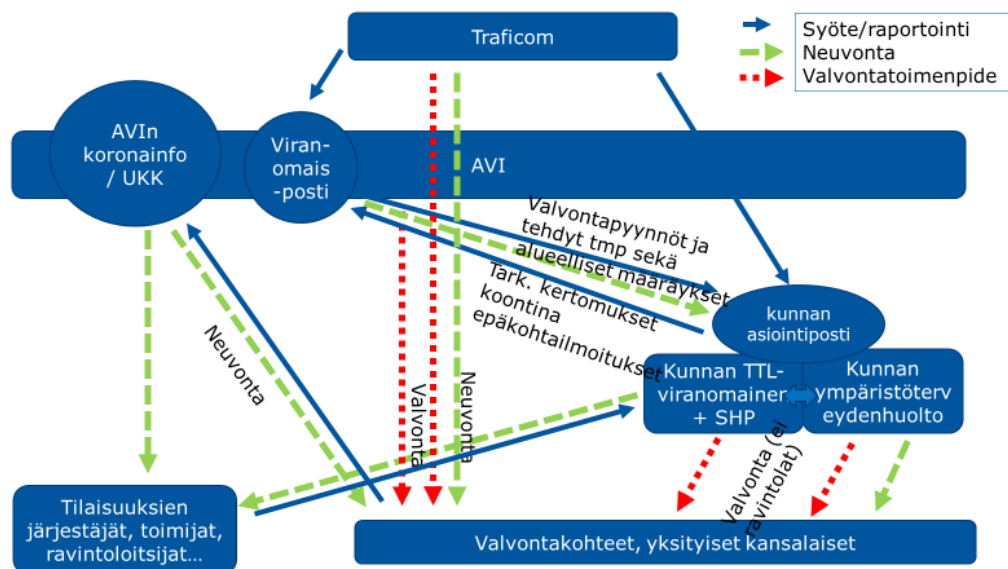 Traficom
Syöte/raportointi
Neuvonta
Valvontatoimenpide
AVIn
koronainfo
/ UKK
Viran-
omais
-posti
AVI
Valvontapyynnöt ja
tehdyt tmp sekä
alueelliset määräykset
Tark. kertomukset
koontina
epäkohtailmoitukset
kunnan
asiointiposti
Neuvonta
Valvonta
Neuvonta
Kunnan TTL-
viranomainen
+ SHP
Kunnan
ympäristöterv
eydenhuolto
Valvonta (ei
ravintolat)
Tilaisuuksien
järjestäjät, toimijat,
ravintoloitsijat…
Valvontakohteet, yksityiset kansalaiset